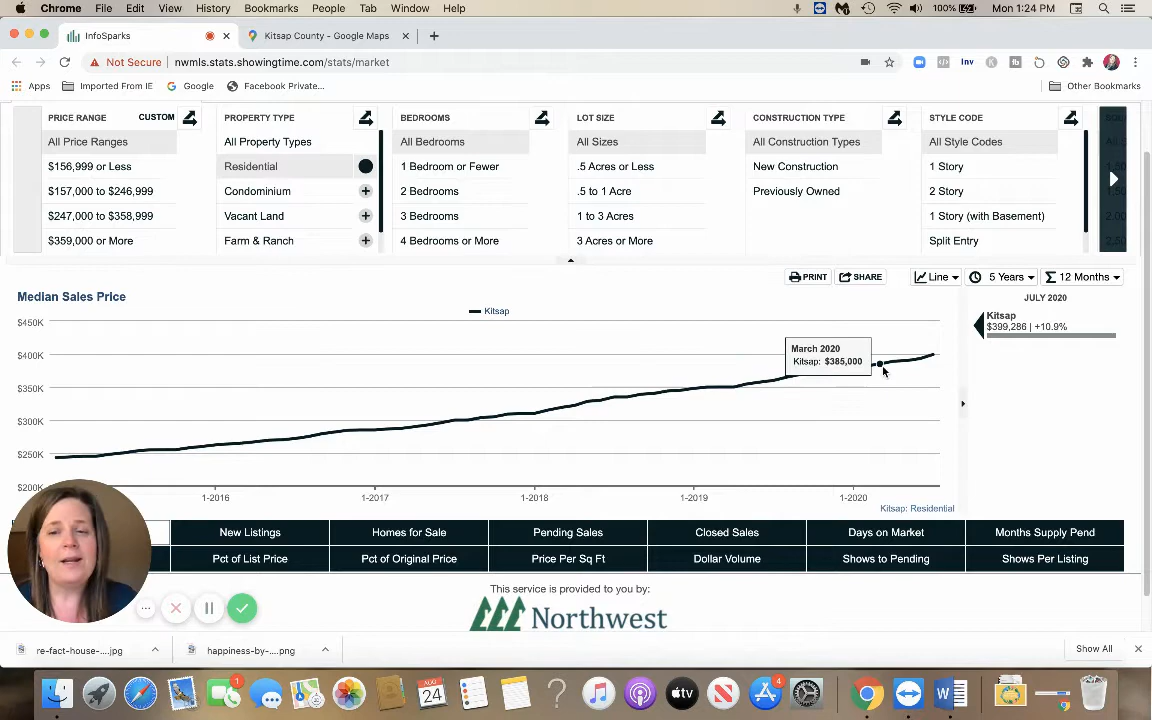 Chrome File Edit View History Bookmarks People Tab Window Help 100% Mon 1:24 PM
InfoSparks Kitsap County - Google Maps
Not Secure nwmls.stats.showingtime.com/stats/market Inv
Apps Imported From IE Google Facebook Private... Other Bookmarks
PRICE RANGE CUSTOM PROPERTY TYPE BEDROOMS LOT SIZE CONSTRUCTION TYPE STYLE CODE
All Price Ranges All Property Types All Bedrooms All Sizes All Construction Types All Style Codes
$156,999 or Less Residential 1 Bedroom or Fewer .5 Acres or Less New Construction 1 Story
$157,000 to $246,999 Condominium 2 Bedrooms .5 to 1 Acre Previously Owned 2 Story
$247,000 to $358,999 Vacant Land 3 Bedrooms 1 to 3 Acres 1 Story (with Basement)
$359,000 or More Farm & Ranch 4 Bedrooms or More 3 Acres or More Split Entry
PRINT SHARE Line 5 Years 12 Months
Median Sales Price
JULY 2020
Kitsap
Kitsap
$399,286 | +10.9%
$450K
$400K
March 2020
Kitsap: $385,000
$350K
$300K
$250K
$200K
1-2016 1-2017 1-2018 1-2019 1-2020
Kitsap: Residential
New Listings Homes for Sale Pending Sales Closed Sales Days on Market Months Supply Pend
Pct of List Price Pct of Original Price Price Per Sq Ft Dollar Volume Shows to Pending Shows Per Listing
This service is provided to you by:
Northwest
re-fact-house-....jpg happiness-by-....png Show All
1 AUG 24 4